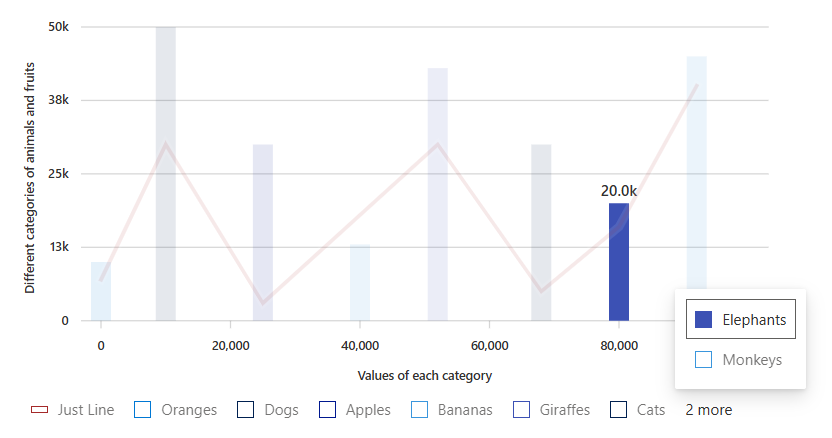 50k
38k
25k
13k
0
Different categories of animals and fruits
20.0k
0 20,000 40,000 60,000 80,000
Values of each category
Elephants
Monkeys
Just Line Oranges Dogs Apples Bananas Giraffes Cats 2 more